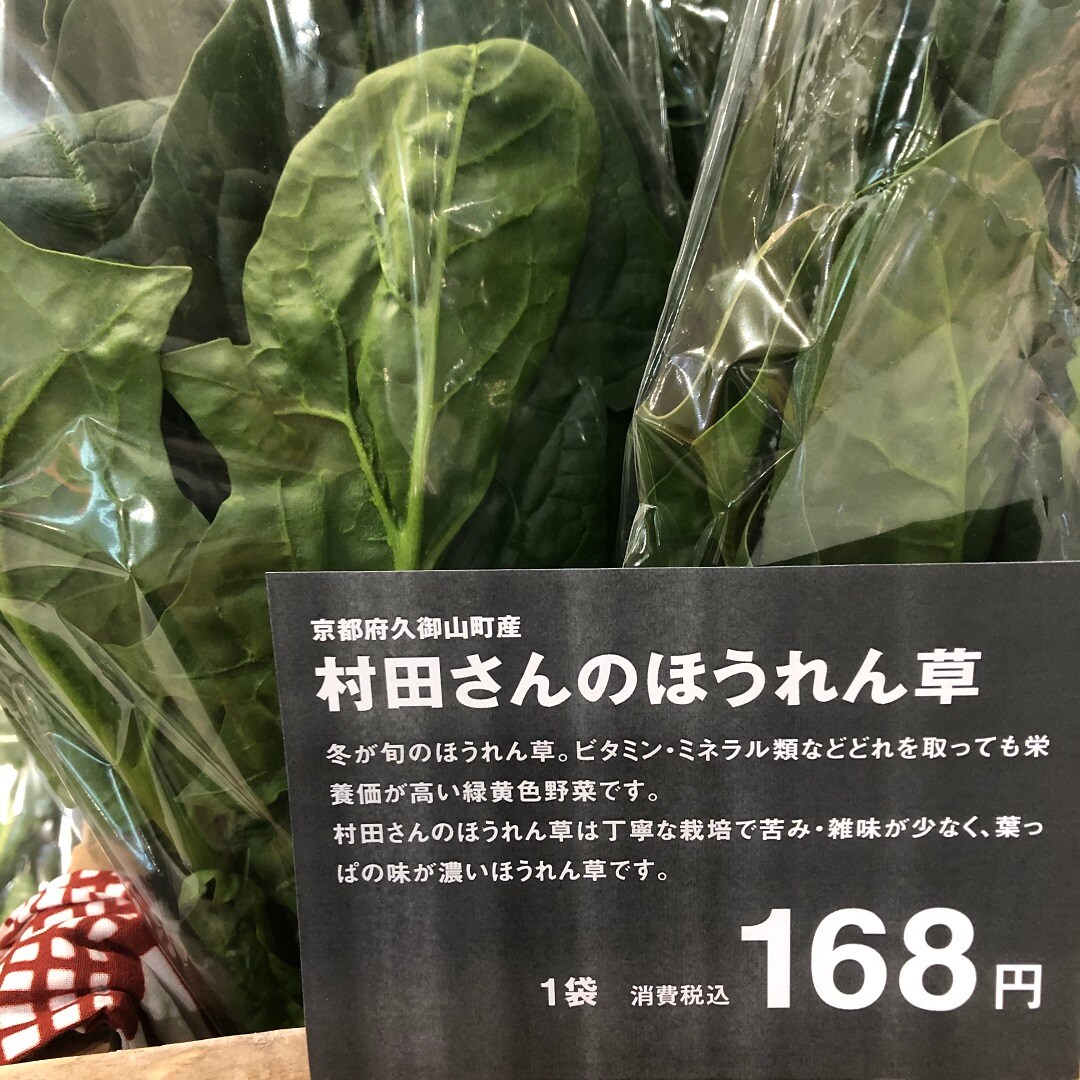 京都府久御山町産
村田さんのほうれん草
冬が旬のほうれん草。ビタミン・ミネラル類などどれを取っても栄
養価が高い緑黄色野菜です。
村田さんのほうれん草は丁寧な栽培で苦み・雑味が少なく、葉っ
ぱの味が濃いほうれん草です。
1袋 消費税込 168円